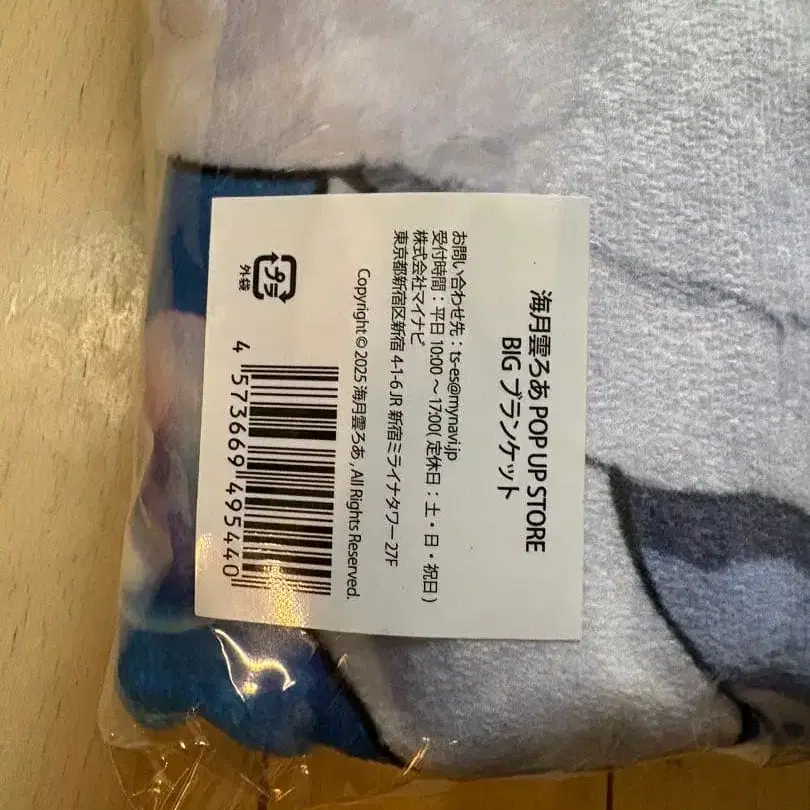 海月雲ろあ POP UP STORE
BIG ブランケット
お問い合わせ先：ts-es@mynavi.jp
受付時間：平日 10:00 ～ 17:00( 定休日：土・日・祝日 )
株式会社マイナビ
東京都新宿区新宿 4-1-6 JR 新宿ミライナタワー 27F
Copyright © 2025 海月雲ろあ , All Rights Reserved.
プラ
外袋
4 573669 495440